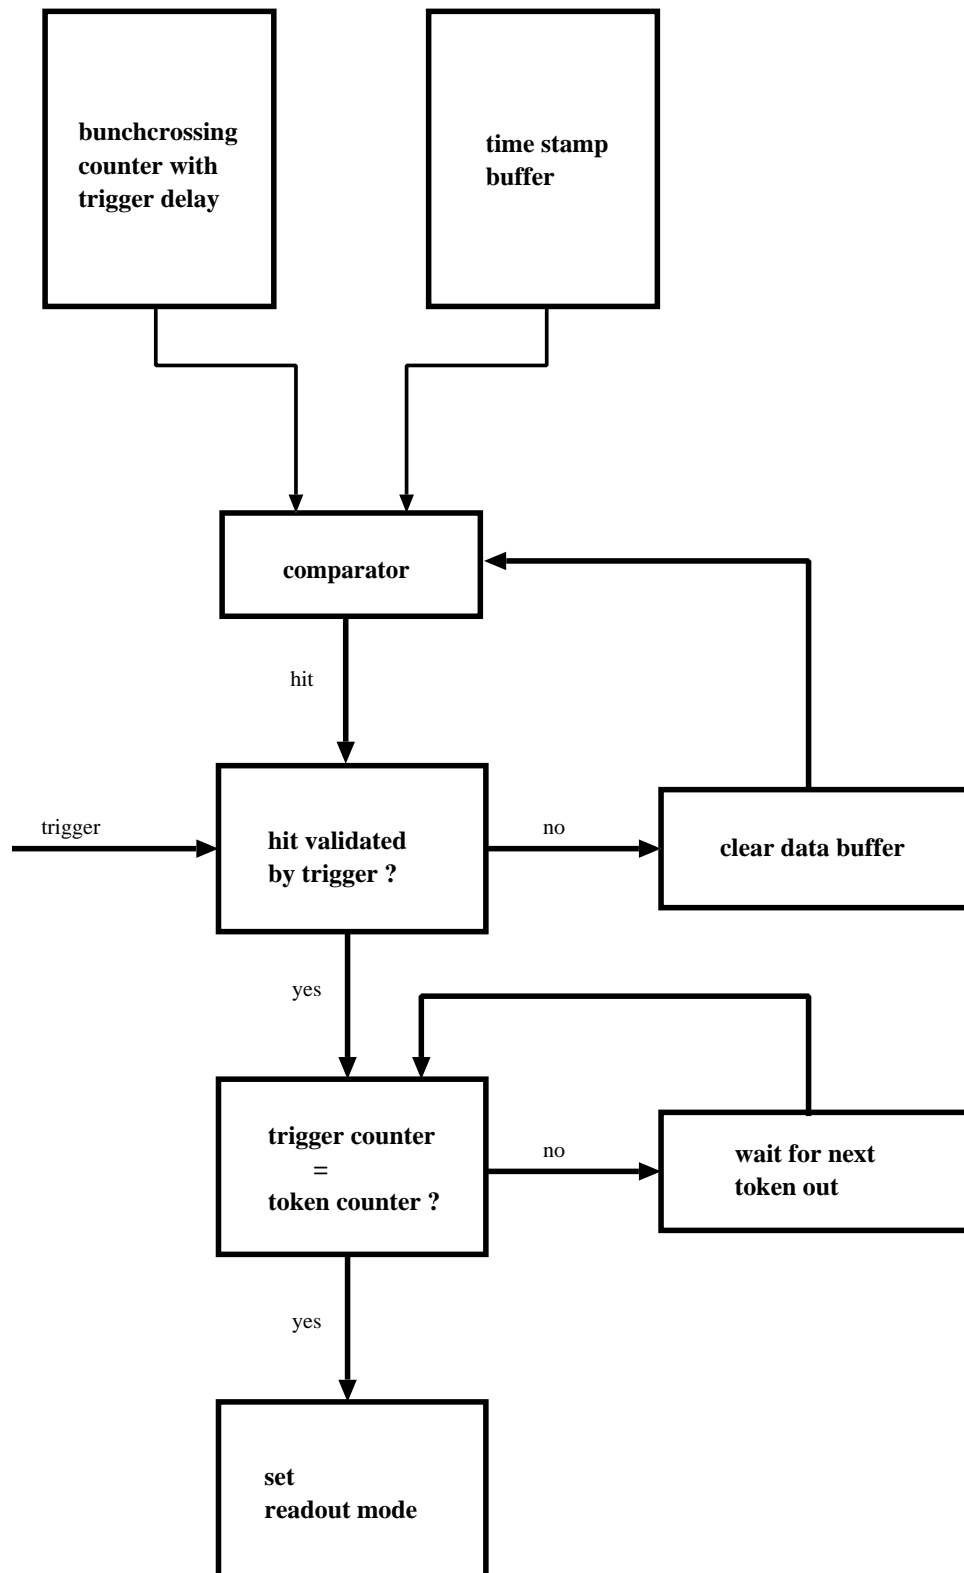 bunchcrossing
counter with
trigger delay
time stamp
buffer
comparator
hit
trigger
hit validated
by trigger ?
no
clear data buffer
yes
trigger counter
=
token counter ?
no
wait for next
token out
yes
set
readout mode